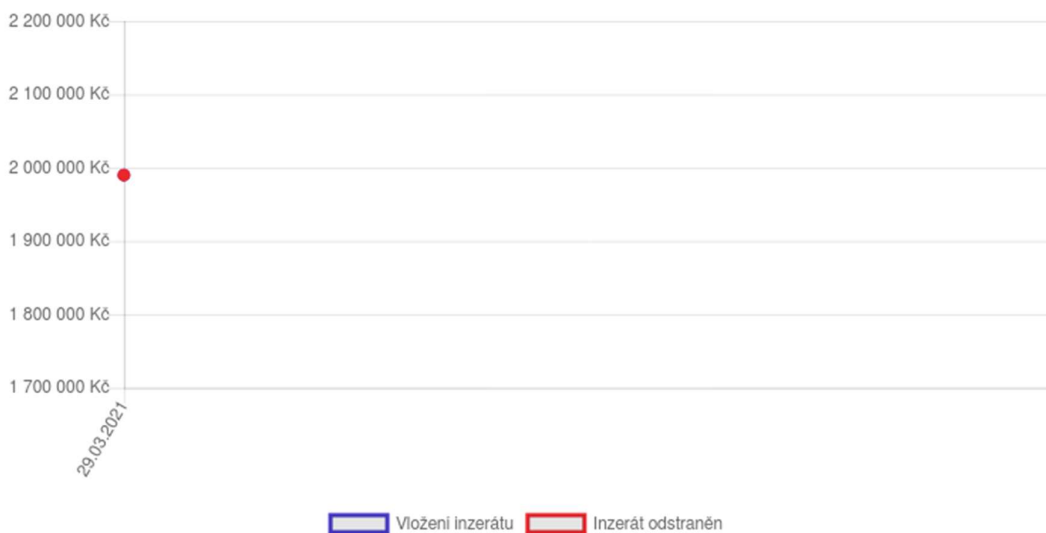 2 200 000 Kč
2 100 000 Kč
2 000 000 Kč
1 900 000 Kč
1 800 000 Kč
1 700 000 Kč
29.03.2021
Vložení inzerátu
Inzerát odstraněn